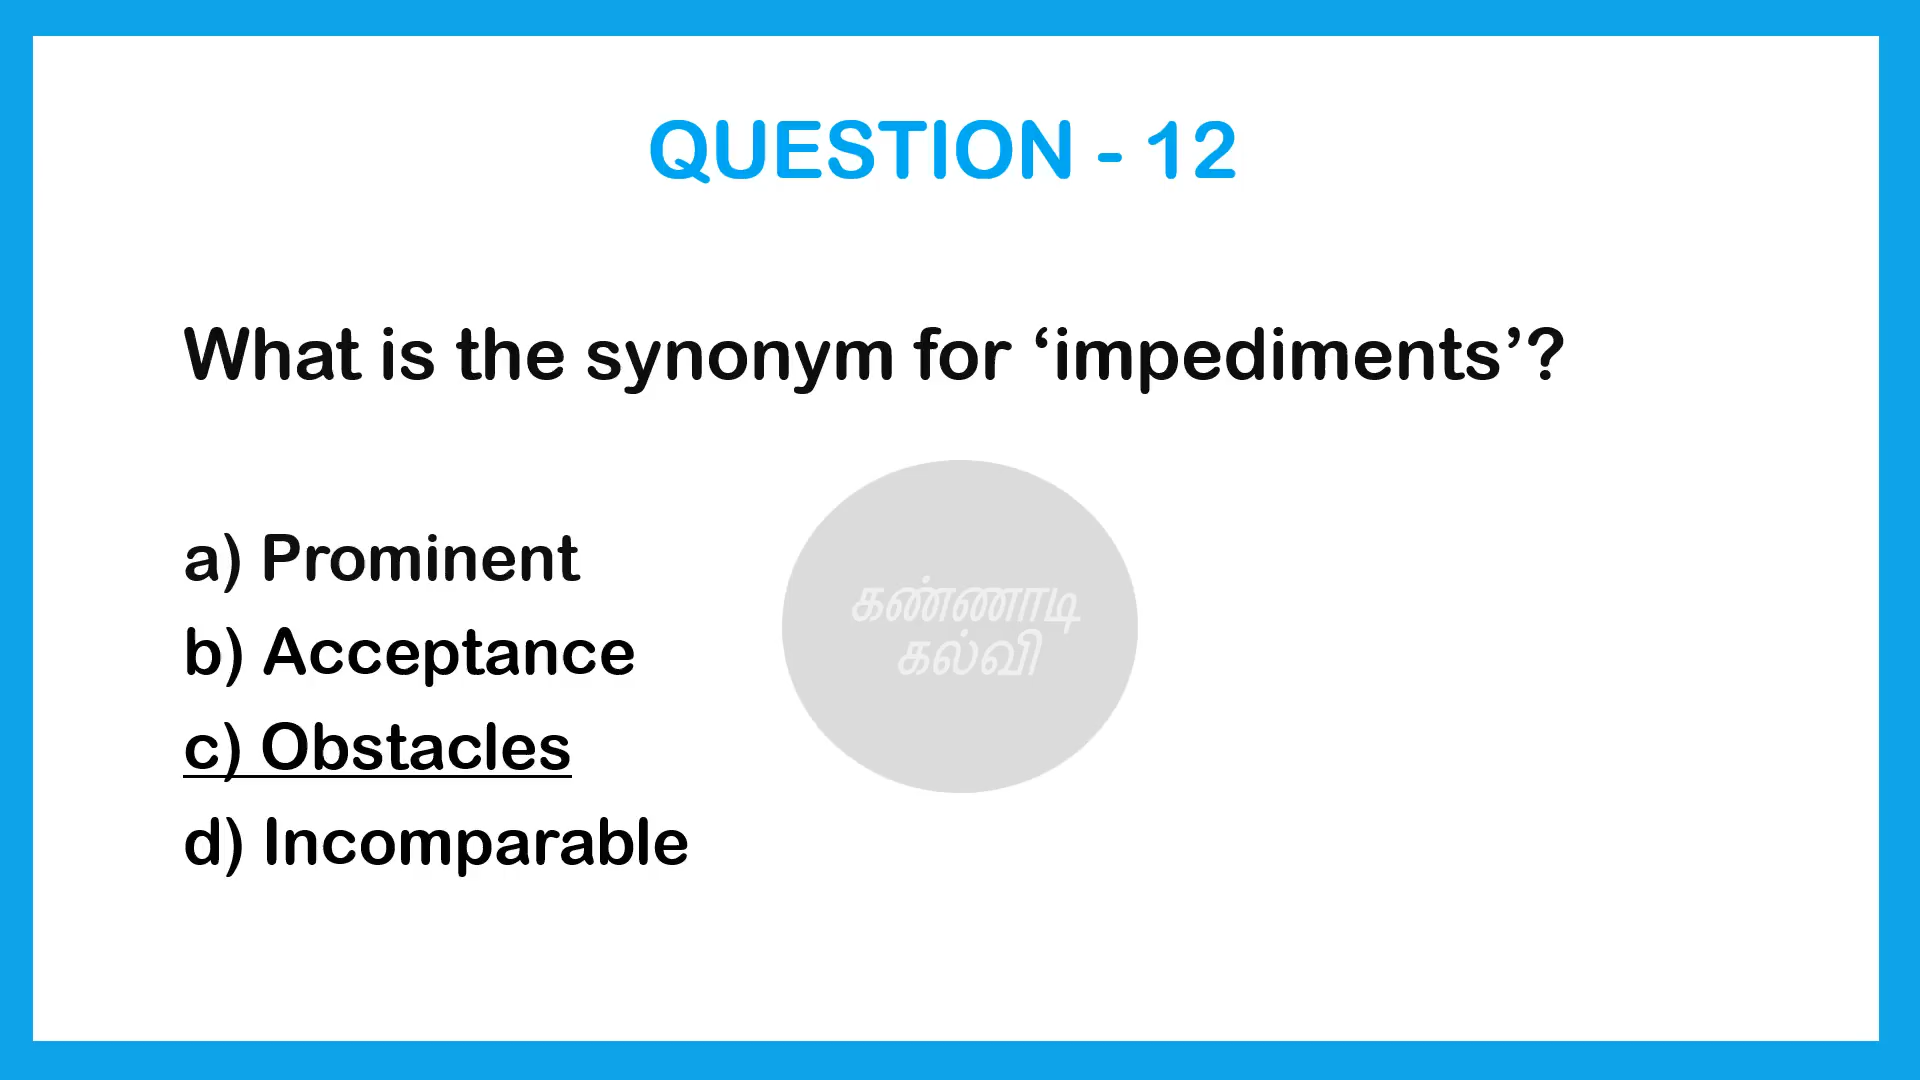 QUESTION - 12
What is the synonym for ‘impediments’?
a) Prominent
b) Acceptance
c) Obstacles
d) Incomparable
கண்ணாடி
கல்வி